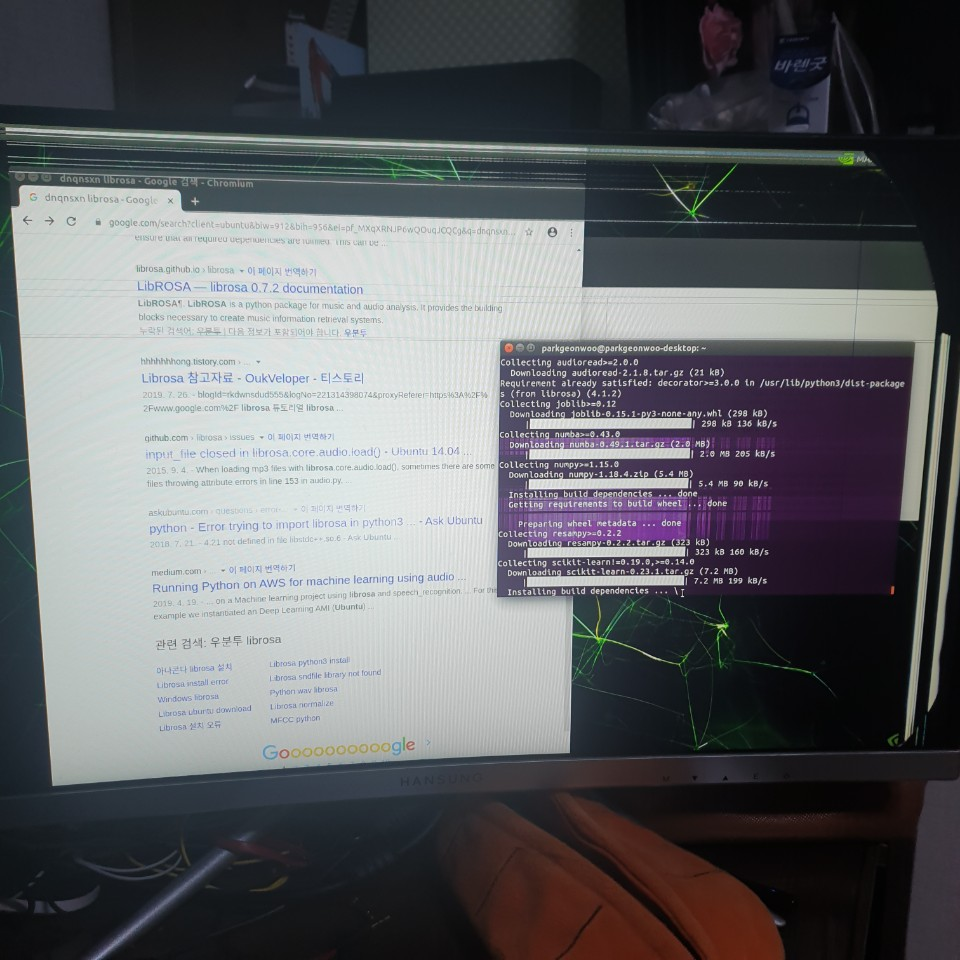 바렌굿
dnqnsxn librosa - Google 검색 - Chromium
dnqnsxn librosa - Google
ensure that all required dependencies are fulfilled. This can be ...
librosa.github.io › librosa 이 페이지 번역하기
LibROSA — librosa 0.7.2 documentation
LibROSA¶. LibROSA is a python package for music and audio analysis. It provides the building
blocks necessary to create music information retrieval systems.
누락된 검색어: 우분투 | 다음 정보가 포함되어야 합니다. 우분투
hhhhhhhong.tistory.com ›
Librosa 참고자료 - OukVeloper - 티스토리
2019. 7. 26. - blogId=rkdwnsdud555&logNo=221314398074&proxyReferer=https%3A%2F%
2Fwww.google.com%2F librosa 튜토리얼 librosa ...
github.com › librosa › issues 이 페이지 번역하기
input_file closed in librosa.core.audio.load() - Ubuntu 14.04 ...
2015. 9. 4. - When loading mp3 files with librosa.core.audio.load(), sometimes there are some
files throwing attribute errors in line 153 in audio.py, ...
askubuntu.com › questions › error-... 이 페이지 번역하기
python - Error trying to import librosa in python3 ... - Ask Ubuntu
2018. 7. 21. - 4.21 not defined in file libstdc++.so.6 - Ask Ubuntu ...
medium.com › 이 페이지 번역하기
Running Python on AWS for machine learning using audio ...
2019. 4. 19. - ... on a Machine Learning project using librosa and speech_recognition. ... For this
example we instantiated an Deep Learning AMI (Ubuntu) ...
관련 검색: 우분투 librosa
아나콘다 librosa 설치
Librosa install error
Windows librosa
Librosa ubuntu download
Librosa 설치 오류
Librosa python3 install
Librosa sndfile library not found
Python wav librosa
Librosa normalize
MFCC python
Goooooooooogle
parkgeonwoo@parkgeonwoo-desktop: ~
Collecting audioread>=2.0.0
Downloading audioread-2.1.8.tar.gz (21 kB)
Requirement already satisfied: decorator>=3.0.0 in /usr/lib/python3/dist-package
s (from librosa) (4.1.2)
Collecting joblib>=0.12
Downloading joblib-0.15.1-py3-none-any.whl (298 kB)
| 298 kB 136 kB/s
Collecting numba>=0.43.0
Downloading numba-0.49.1.tar.gz (2.0 MB)
| 2.0 MB 205 kB/s
Collecting numpy>=1.15.0
Downloading numpy-1.18.4.zip (5.4 MB)
| 5.4 MB 90 kB/s
Installing build dependencies ... done
Getting requirements to build wheel ... done
Preparing wheel metadata ... done
Collecting resampy>=0.2.2
Downloading resampy-0.2.2.tar.gz (323 kB)
| 323 kB 160 kB/s
Collecting scikit-learn!=0.19.0,>=0.14.0
Downloading scikit-learn-0.23.1.tar.gz (7.2 MB)
| 7.2 MB 199 kB/s
Installing build dependencies ... \
HANSUNG